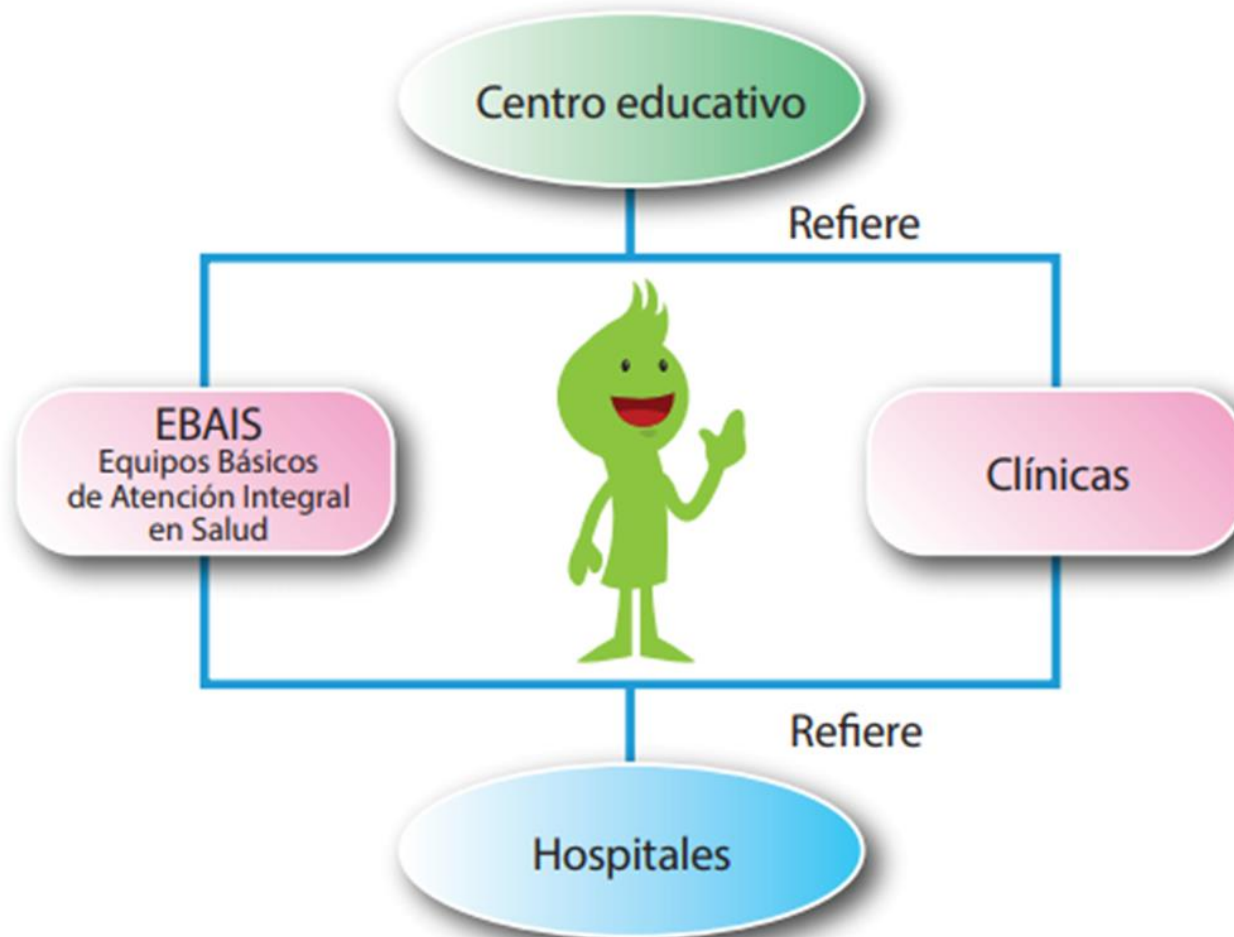 Centro educativo
Refiere
EBAIS
Equipos Básicos
de Atención Integral
en Salud
Clínicas
Refiere
Hospitales